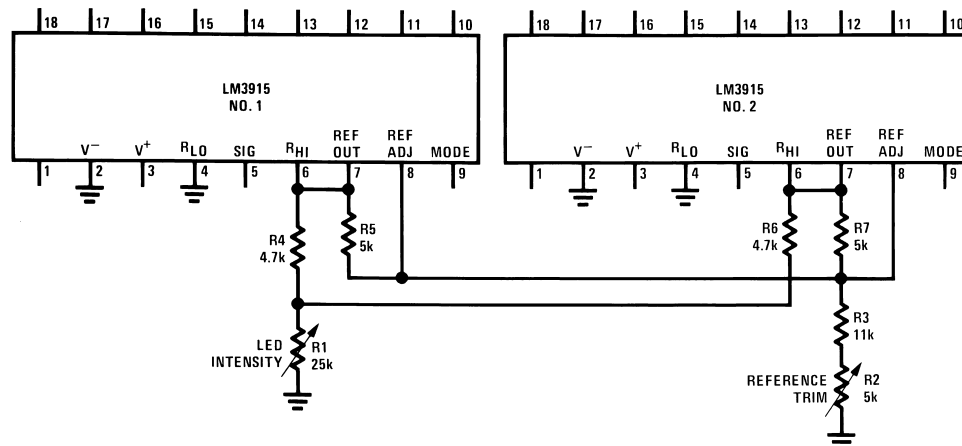 18 17 16 15 14 13 12 11 10
18 17 16 15 14 13 12 11 10
LM3915
NO. 1
LM3915
NO. 2
V− V+ RLO SIG RHI REF OUT REF ADJ MODE
V− V+ RLO SIG RHI REF OUT REF ADJ MODE
1 2 3 4 5 6 7 8 9
1 2 3 4 5 6 7 8 9
R4
4.7k
R5
5k
R6
4.7k
R7
5k
LED
INTENSITY
R1
25k
R3
11k
REFERENCE
TRIM
R2
5k